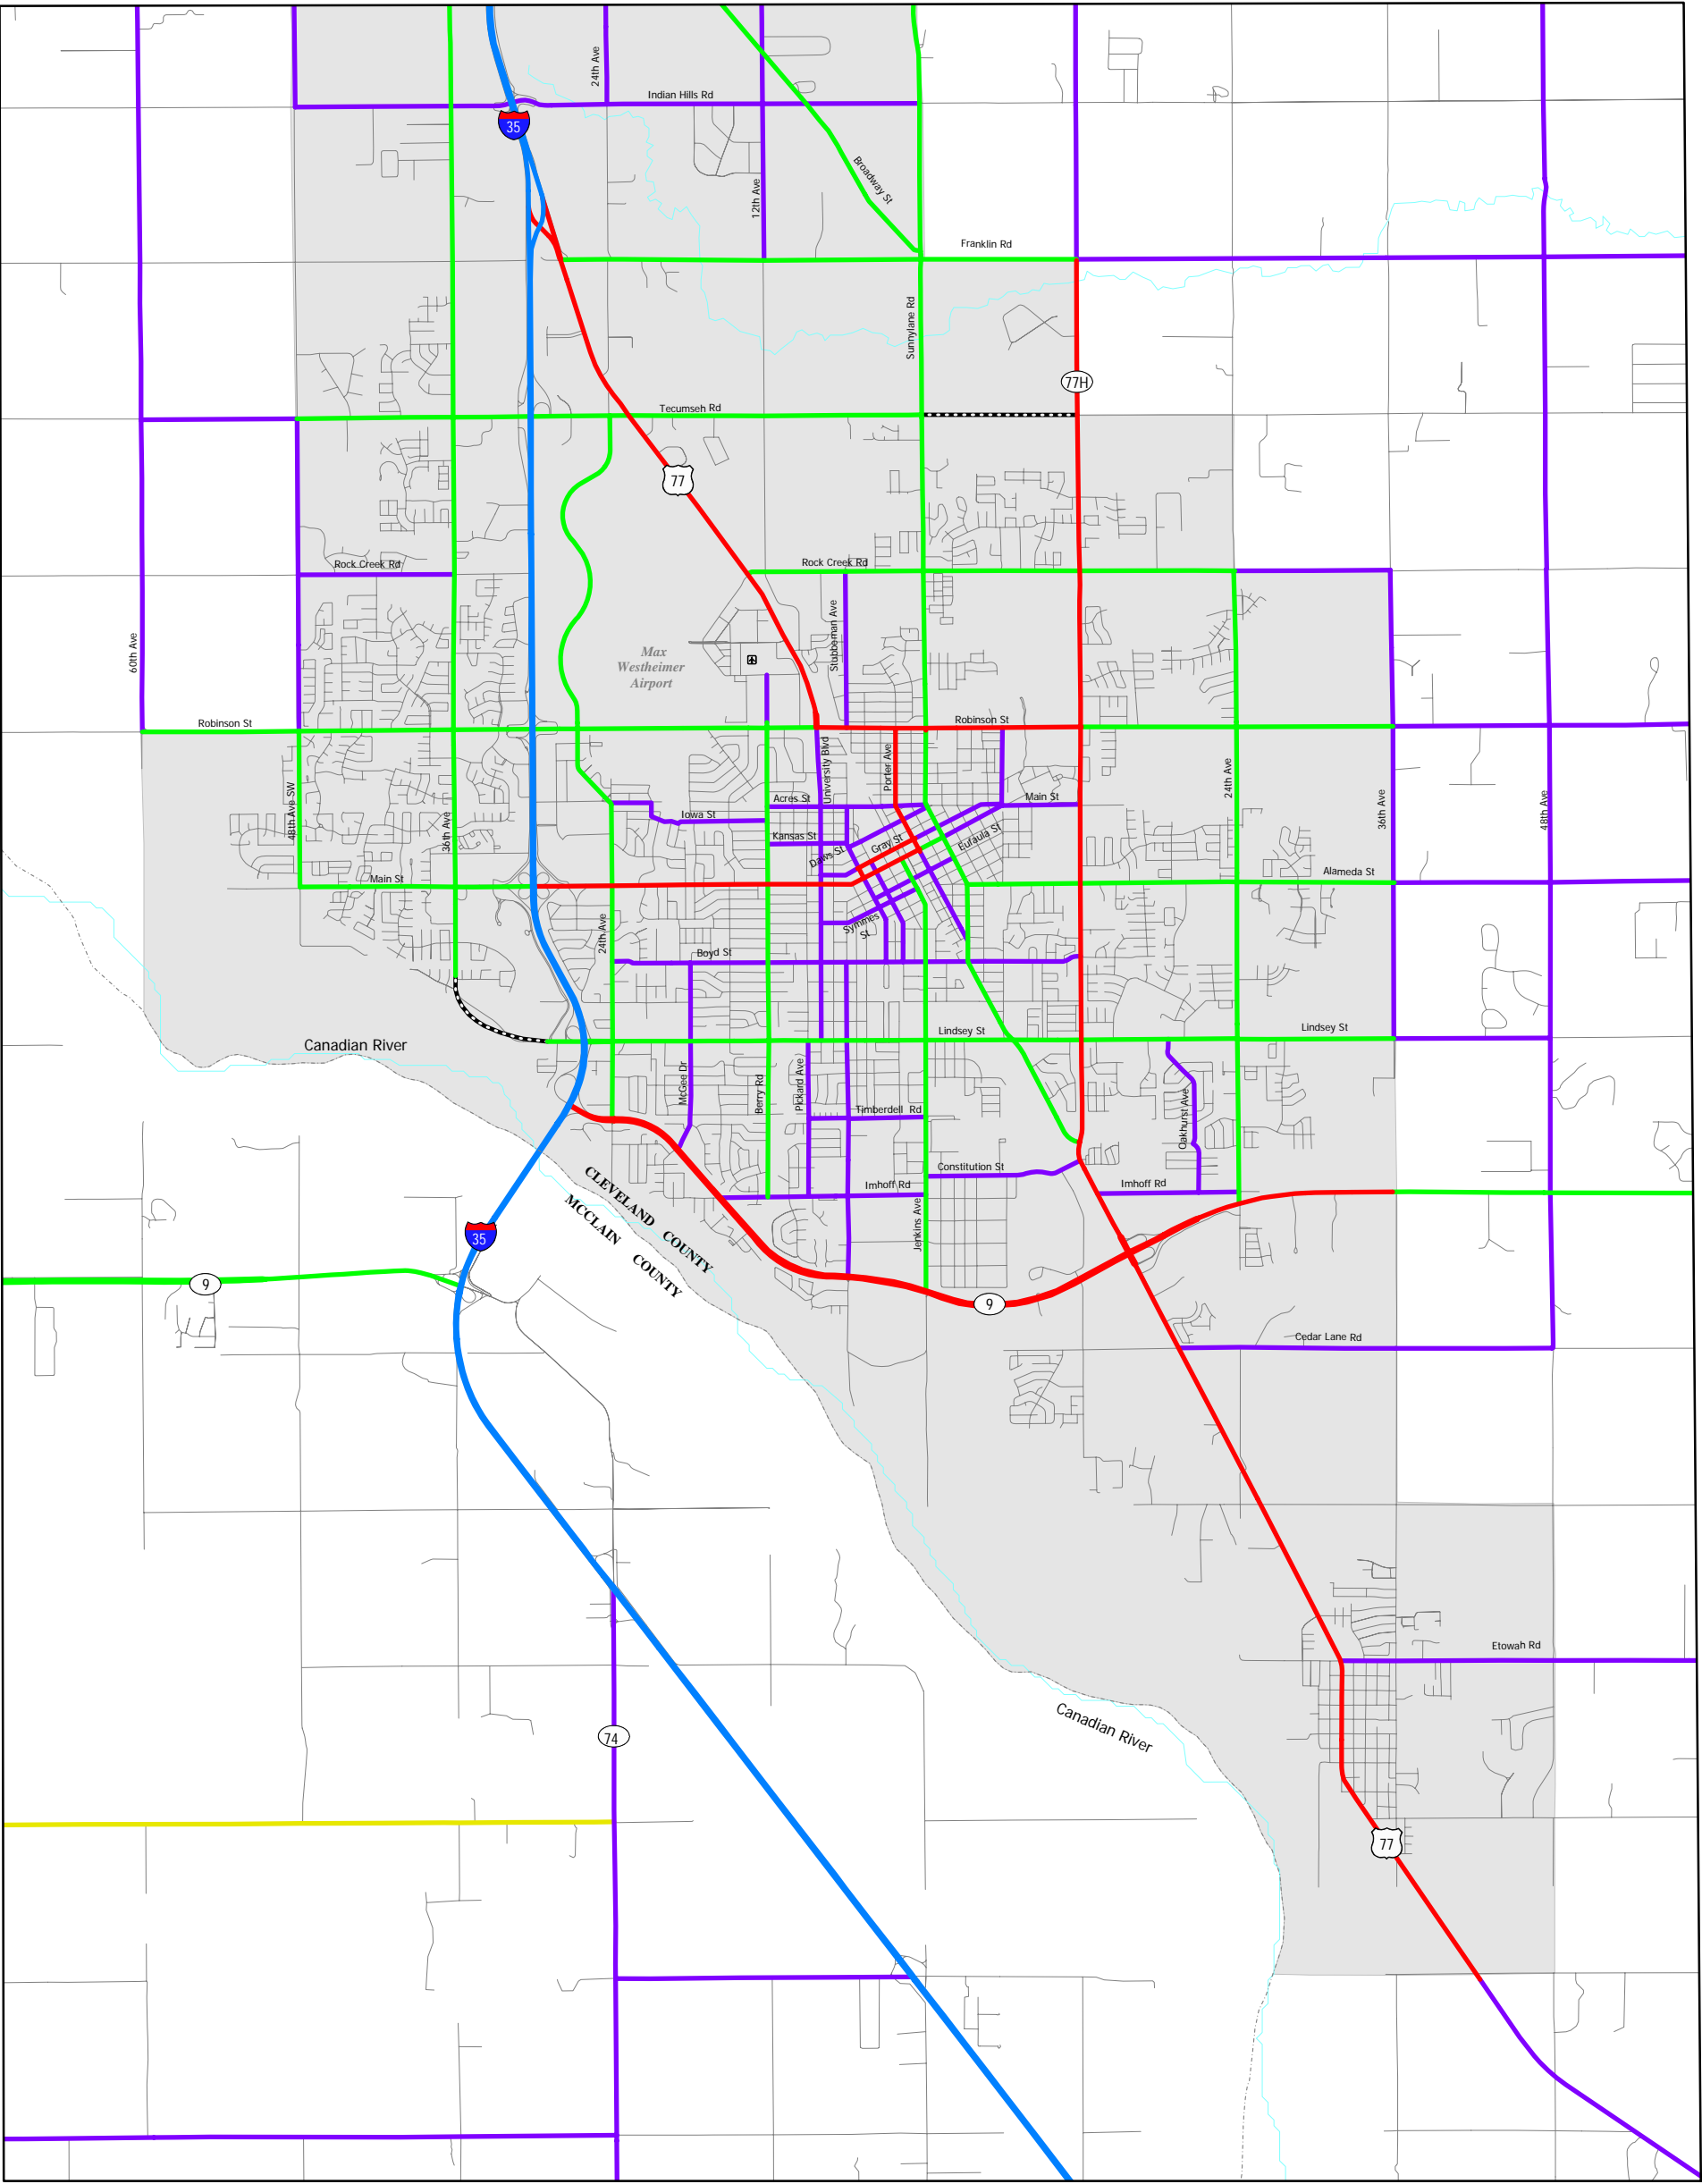 24th Ave
Indian Hills Rd
35
Broadway St
12th Ave
Franklin Rd
Sunnylane Rd
77H
Tecumseh Rd
77
Rock Creek Rd
Rock Creek Rd
Stubbeman Ave
60th Ave
Max
Westheimer
Airport
Robinson St
Robinson St
University Blvd
Porter Ave
24th Ave
36th Ave
48th Ave
48th Ave SW
36th Ave
Acres St
Main St
Iowa St
Kansas St
Daws St
Gray St
Eufaula St
Main St
Alameda St
24th Ave
Symmes
St
Boyd St
Lindsey St
Lindsey St
Canadian River
McGee Dr
Berry Rd
Pickard Ave
Timberdell Rd
Oakhurst Ave
Constitution St
Imhoff Rd
Imhoff Rd
CLEVELAND COUNTY
MCCLAIN COUNTY
Jenkins Ave
35
9
9
Cedar Lane Rd
Etowah Rd
Canadian River
74
77